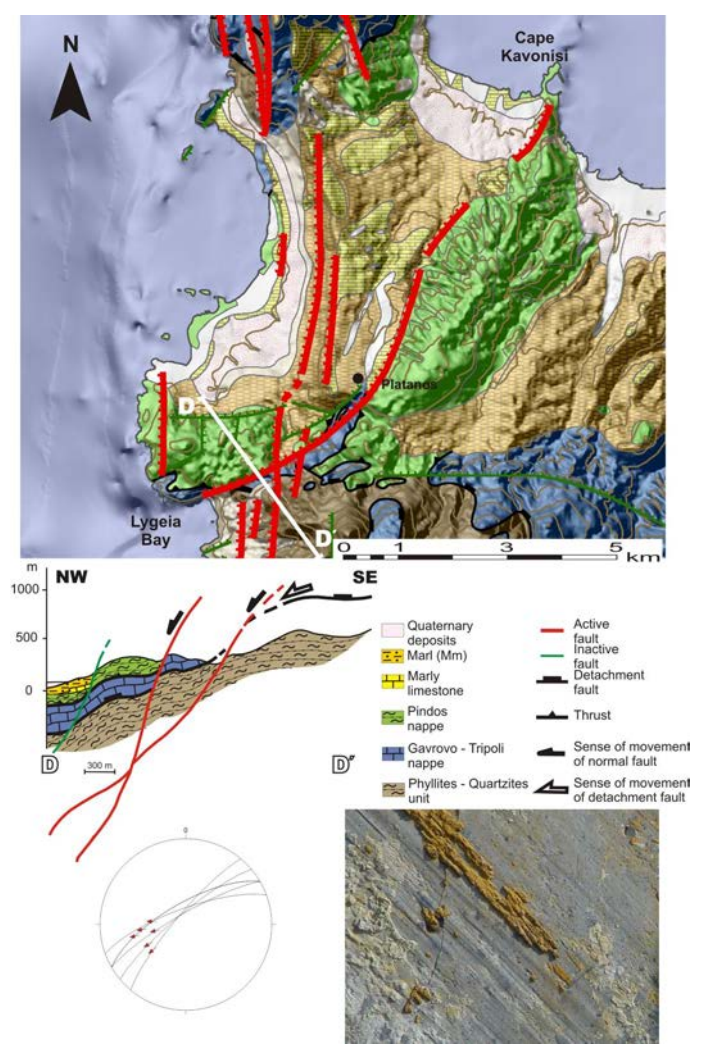 N
Cape
Kavonisi
Platanos
D
Lygeia
Bay
D
0 1 3 5
km
m
NW
SE
1000
500
0
D
300 m
D″
Quaternary
deposits
Marl (Mm)
Marly
limestone
Pindos
nappe
Gavrovo - Tripoli
nappe
Phyllites - Quartzites
unit
Active
fault
Inactive
fault
Detachment
fault
Thrust
Sense of movement
of normal fault
Sense of movement
of detachment fault